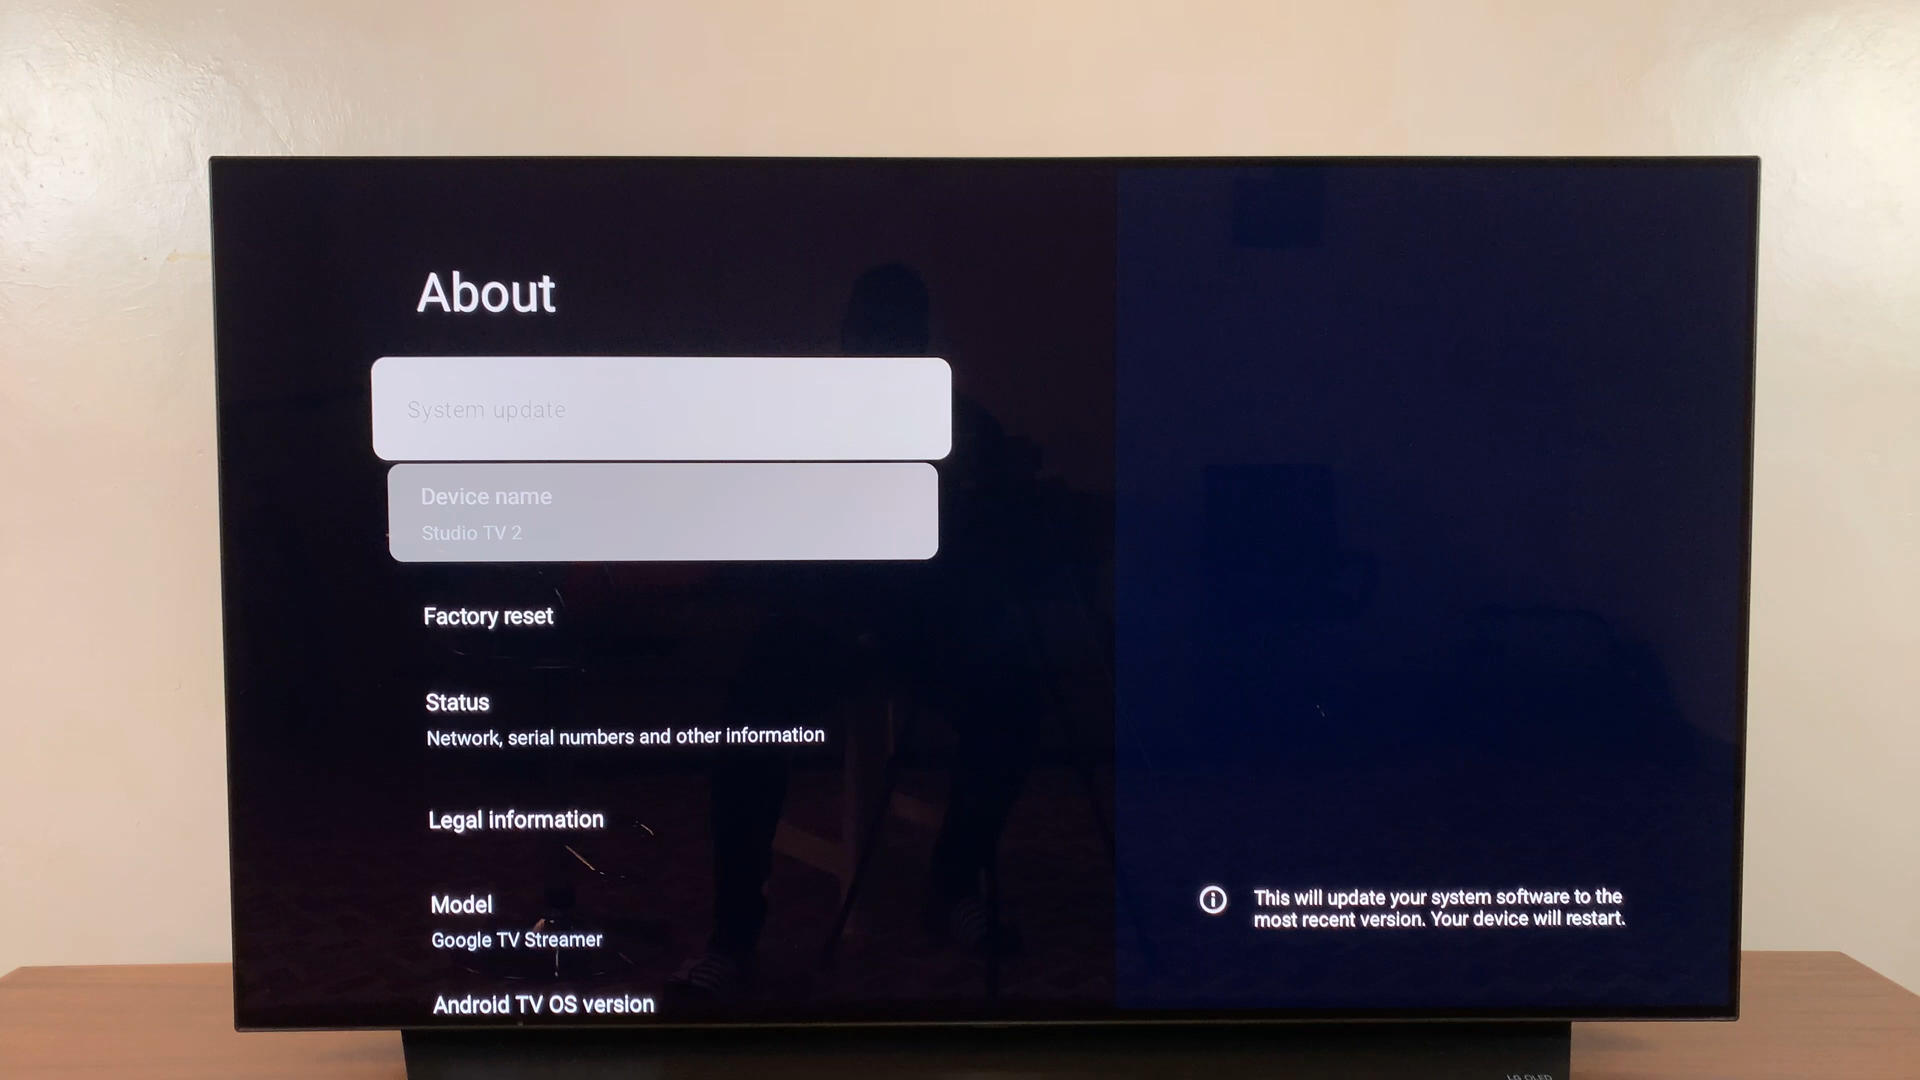 About
System update
Device name
Studio TV 2
Factory reset
Status
Network, serial numbers and other information
Legal information
Model
Google TV Streamer
Android TV OS version
This will update your system software to the
most recent version. Your device will restart.
LG OLED